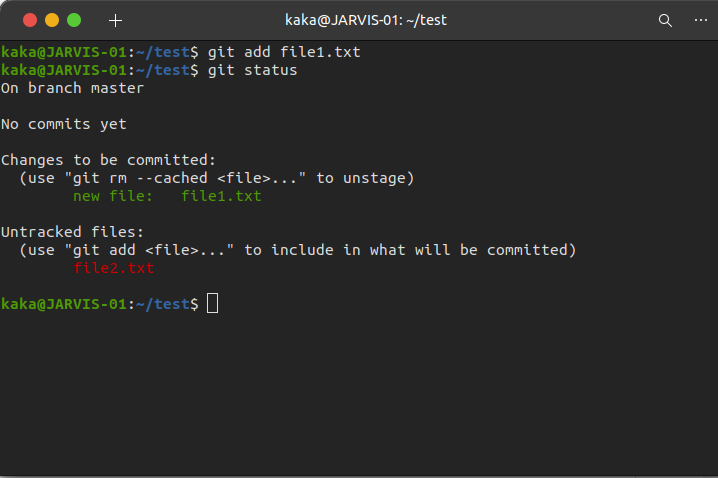 kaka@JARVIS-01: ~/test
kaka@JARVIS-01:~/test$ git add file1.txt
kaka@JARVIS-01:~/test$ git status
On branch master
No commits yet
Changes to be committed:
  (use "git rm --cached <file>..." to unstage)
        new file:   file1.txt
Untracked files:
  (use "git add <file>..." to include in what will be committed)
        file2.txt
kaka@JARVIS-01:~/test$